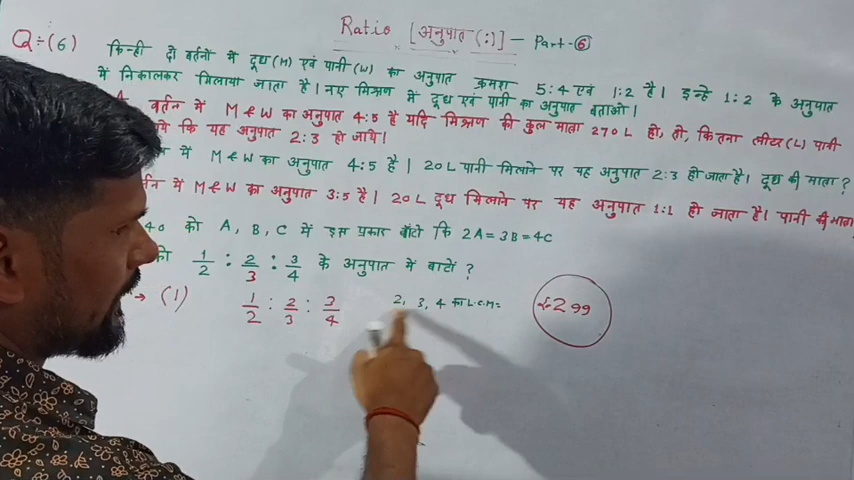 Ratio [अनुपात (:)] - Part-6
Q÷(6) किन्ही दो बर्तनों में दूध(M) एवं पानी(W) का अनुपात क्रमश 5:4 एवं 1:2 है। इन्हे 1:2 के अनुपात
में निकालकर मिलाया जाता है। नए मिश्रण में दूध एवं पानी का अनुपात बताओ।
बर्तन में M & W का अनुपात 4:5 है यदि मिश्रण की कुल मात्रा 270 L हो, तो, कितना लीटर(L) पानी
कि यह अनुपात 2:3 हो जाये।
में M & W का अनुपात 4:5 है। 20 L पानी मिलाने पर यह अनुपात 2:3 हो जाता है। दूध की मात्रा?
में M & W का अनुपात 3:5 है। 20 L दूध मिलाने पर यह अनुपात 1:1 हो जाता है। पानी की मात्रा
40 को A, B, C में इस प्रकार बाँटो कि 2A=3B=4C
को 1/2 : 2/3 : 3/4 के अनुपात में बाटों ?
→ (1) 1/2 : 2/3 : 3/4 2, 3, 4 का L.C.M=
₹299